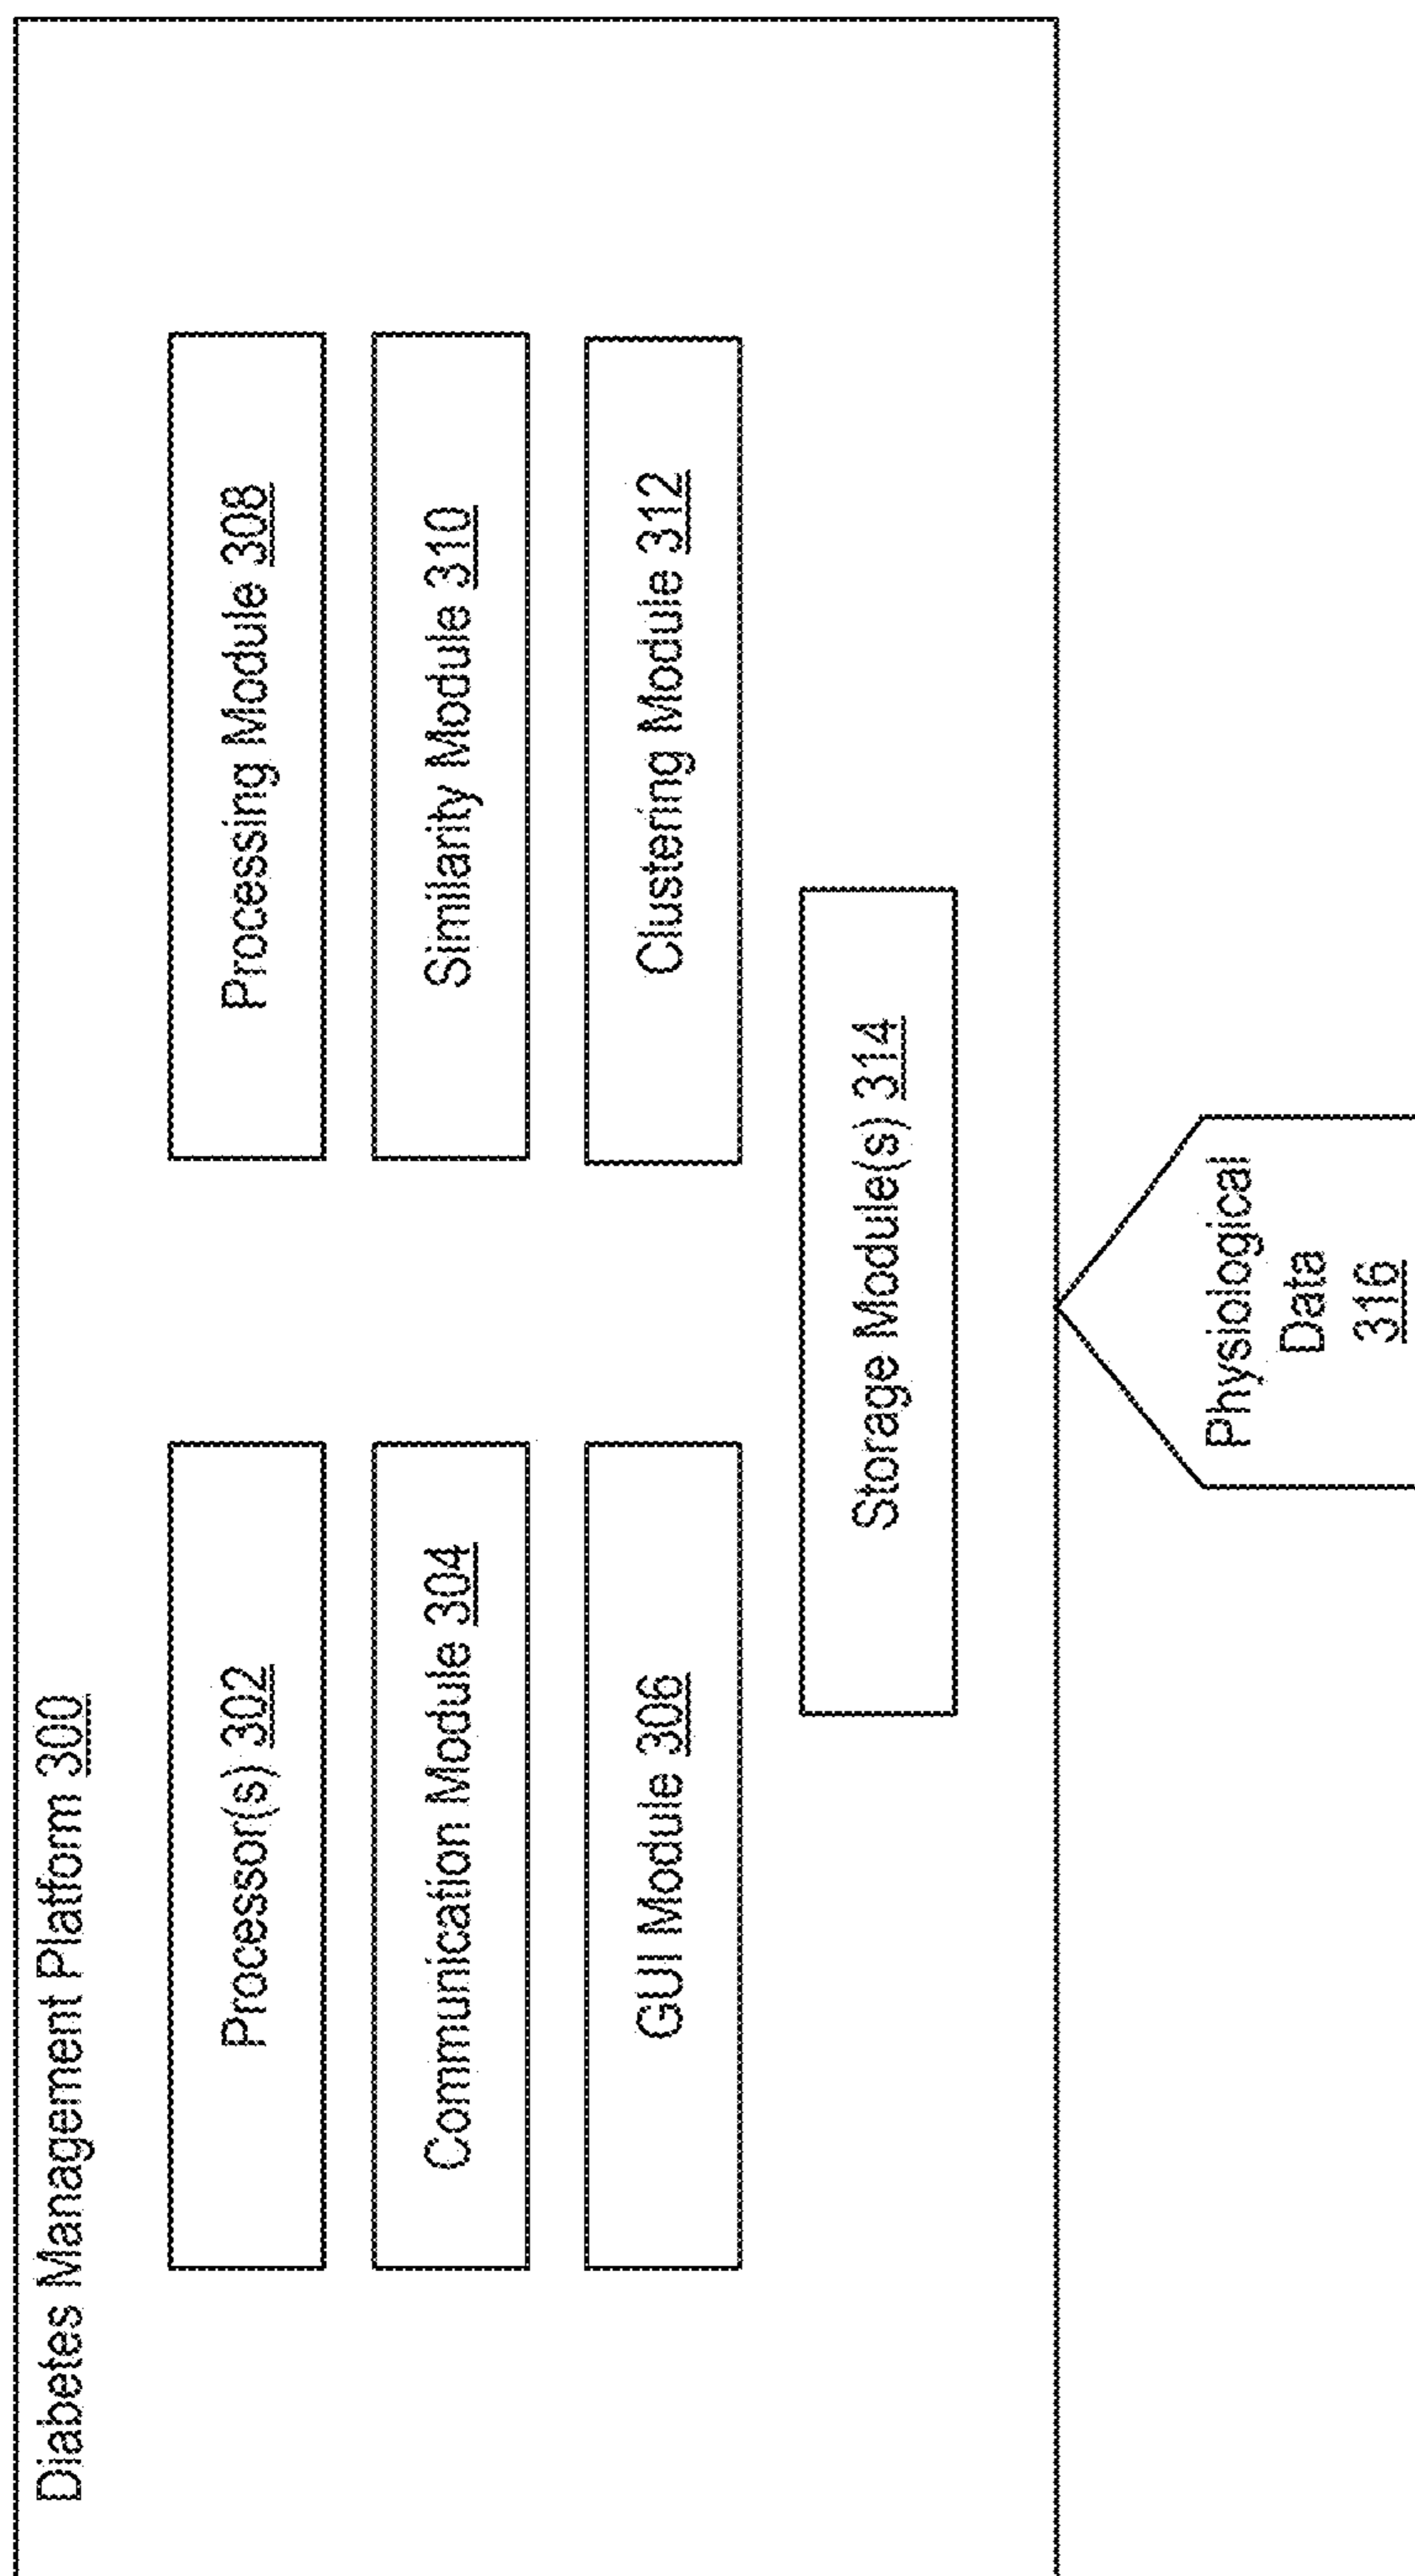 Diabetes Management Platform 300
Processor(s) 302
Processing Module 308
Communication Module 304
Similarity Module 310
GUI Module 306
Clustering Module 312
Storage Module(s) 314
Physiological
Data
316